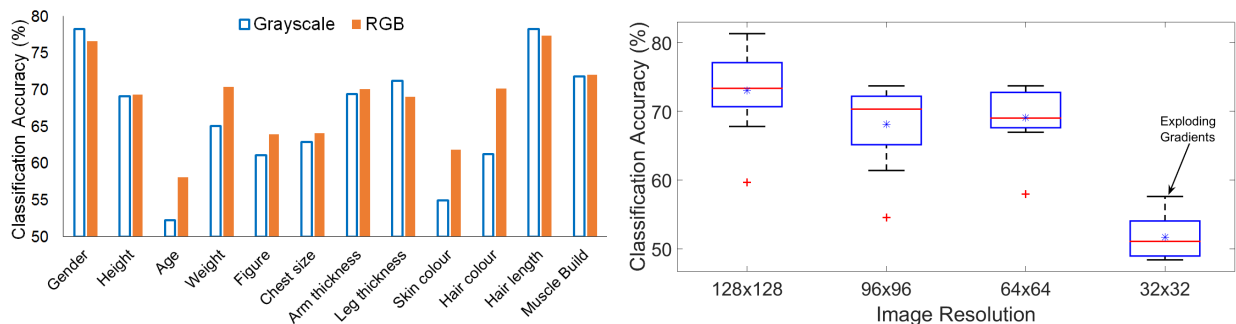 Classification Accuracy (%)
80
75
70
65
60
55
50
Grayscale
RGB
Gender
Height
Age
Weight
Figure
Chest size
Arm thickness
Leg thickness
Skin colour
Hair colour
Hair length
Muscle Build
Classification Accuracy (%)
80
70
60
50
Exploding
Gradients
128x128
96x96
64x64
32x32
Image Resolution